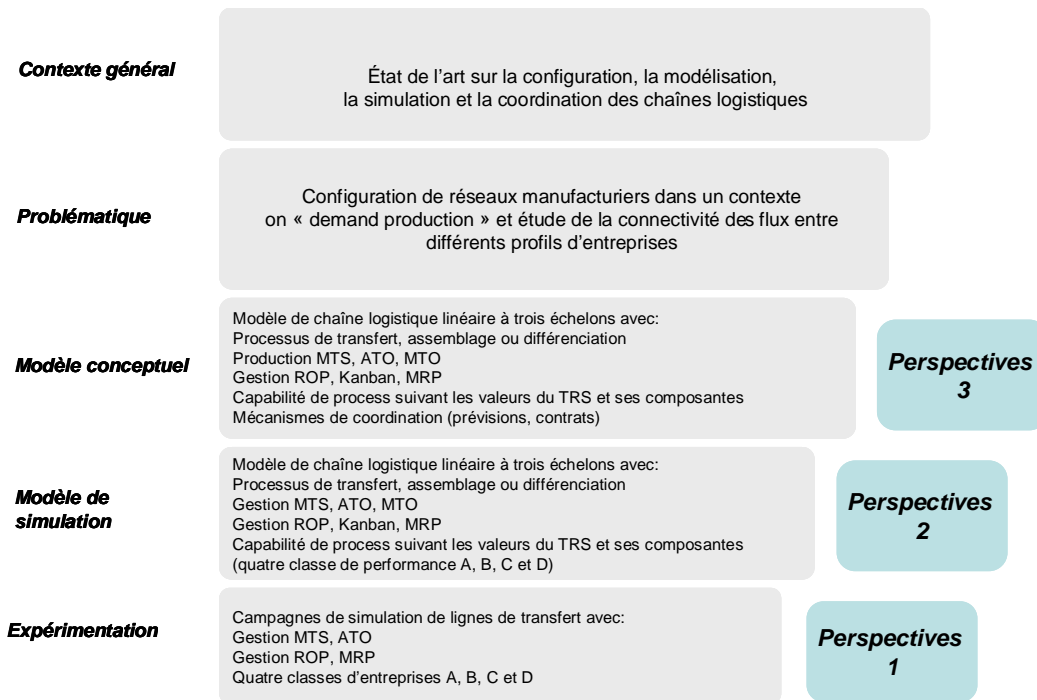 Contexte général
État de l'art sur la configuration, la modélisation,
la simulation et la coordination des chaînes logistiques
Problématique
Configuration de réseaux manufacturiers dans un contexte
on « demand production » et étude de la connectivité des flux entre
différents profils d'entreprises
Modèle conceptuel
Modèle de chaîne logistique linéaire à trois échelons avec:
Processus de transfert, assemblage ou différenciation
Production MTS, ATO, MTO
Gestion ROP, Kanban, MRP
Capabilité de process suivant les valeurs du TRS et ses composantes
Mécanismes de coordination (prévisions, contrats)
Perspectives
3
Modèle de
simulation
Modèle de chaîne logistique linéaire à trois échelons avec:
Processus de transfert, assemblage ou différenciation
Gestion MTS, ATO, MTO
Gestion ROP, Kanban, MRP
Capabilité de process suivant les valeurs du TRS et ses composantes
(quatre classe de performance A, B, C et D)
Perspectives
2
Expérimentation
Campagnes de simulation de lignes de transfert avec:
Gestion MTS, ATO
Gestion ROP, MRP
Quatre classes d'entreprises A, B, C et D
Perspectives
1